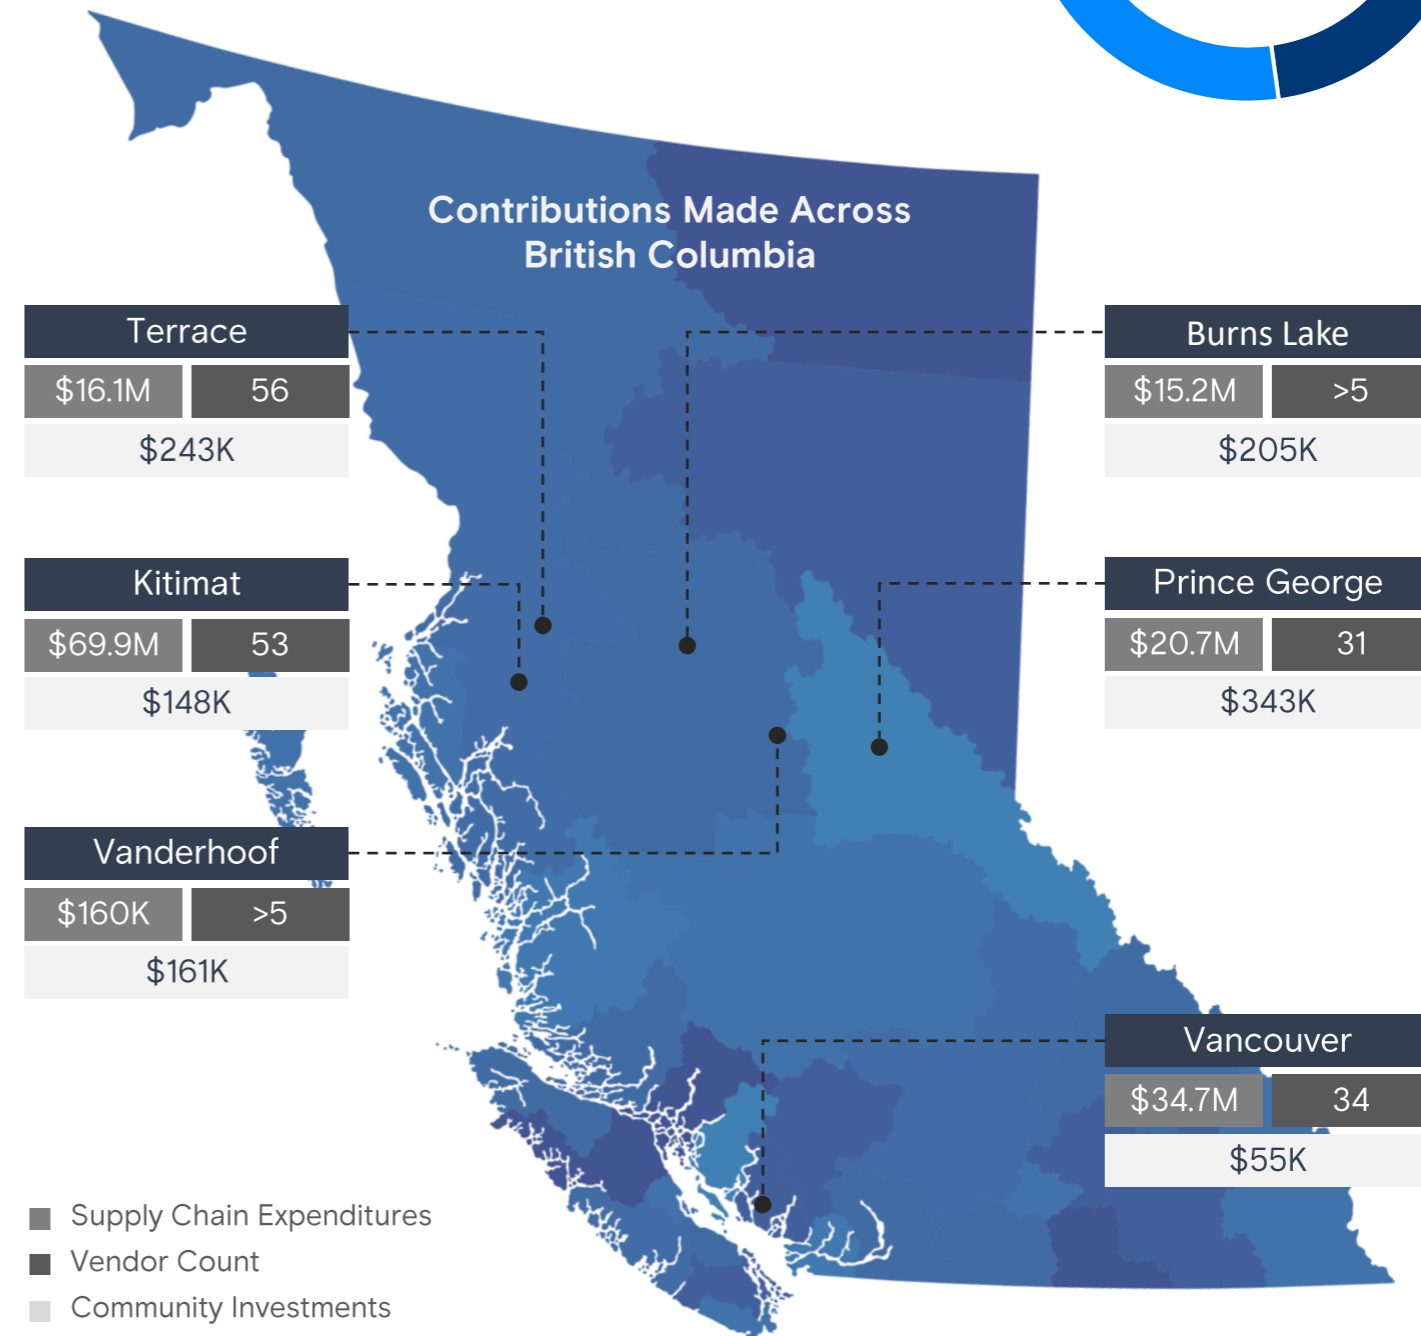 Contributions Made Across
British Columbia
Terrace
$16.1M 56
$243K
Burns Lake
$15.2M >5
$205K
Kitimat
$69.9M 53
$148K
Prince George
$20.7M 31
$343K
Vanderhoof
$160K >5
$161K
Vancouver
$34.7M 34
$55K
Supply Chain Expenditures
Vendor Count
Community Investments